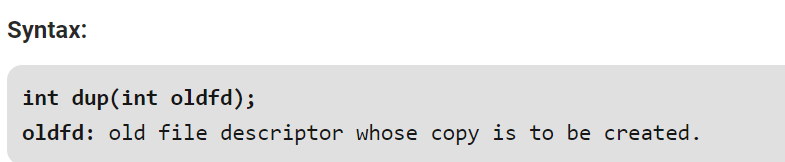 Syntax:
int dup(int oldfd);
oldfd: old file descriptor whose copy is to be created.